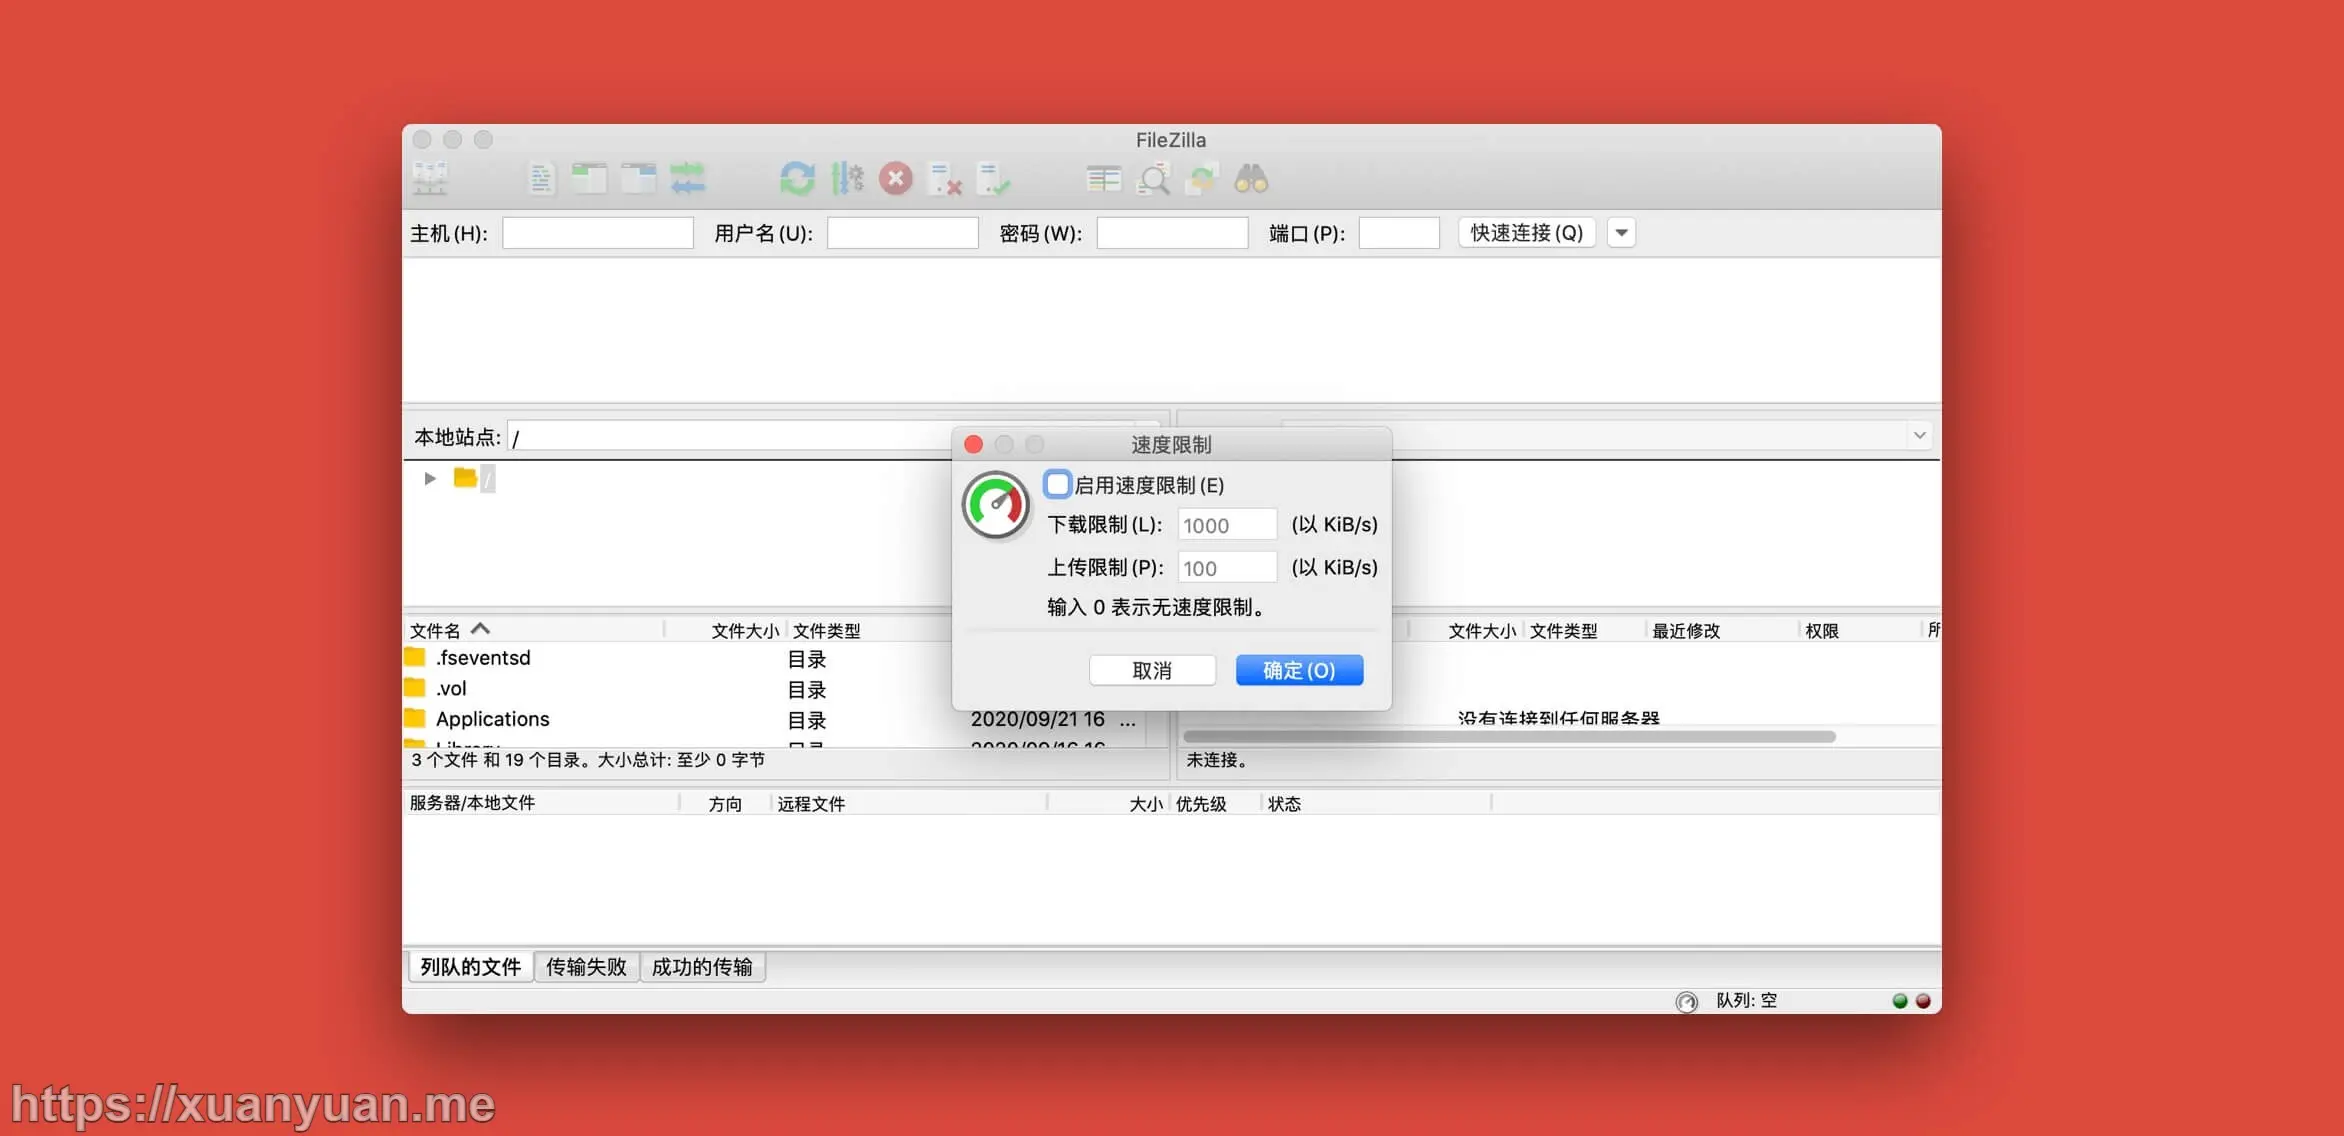 FileZilla
主机(H): 用户名(U): 密码(W): 端口(P): 快速连接(Q)
本地站点: /
/
速度限制
启用速度限制(E)
下载限制(L): 1000 (以 KiB/s)
上传限制(P): 100 (以 KiB/s)
输入 0 表示无速度限制。
取消 确定(O)
文件名 文件大小 文件类型
文件大小 文件类型 最近修改 权限
.fseventsd 目录
.vol 目录
Applications 目录 2020/09/21 16 ...
Library 目录 2020/09/16 16
没有连接到任何服务器
3 个文件 和 19 个目录。大小总计: 至少 0 字节
未连接。
服务器/本地文件 方向 远程文件 大小 优先级 状态
列队的文件 传输失败 成功的传输
队列: 空
https://xuanyuan.me